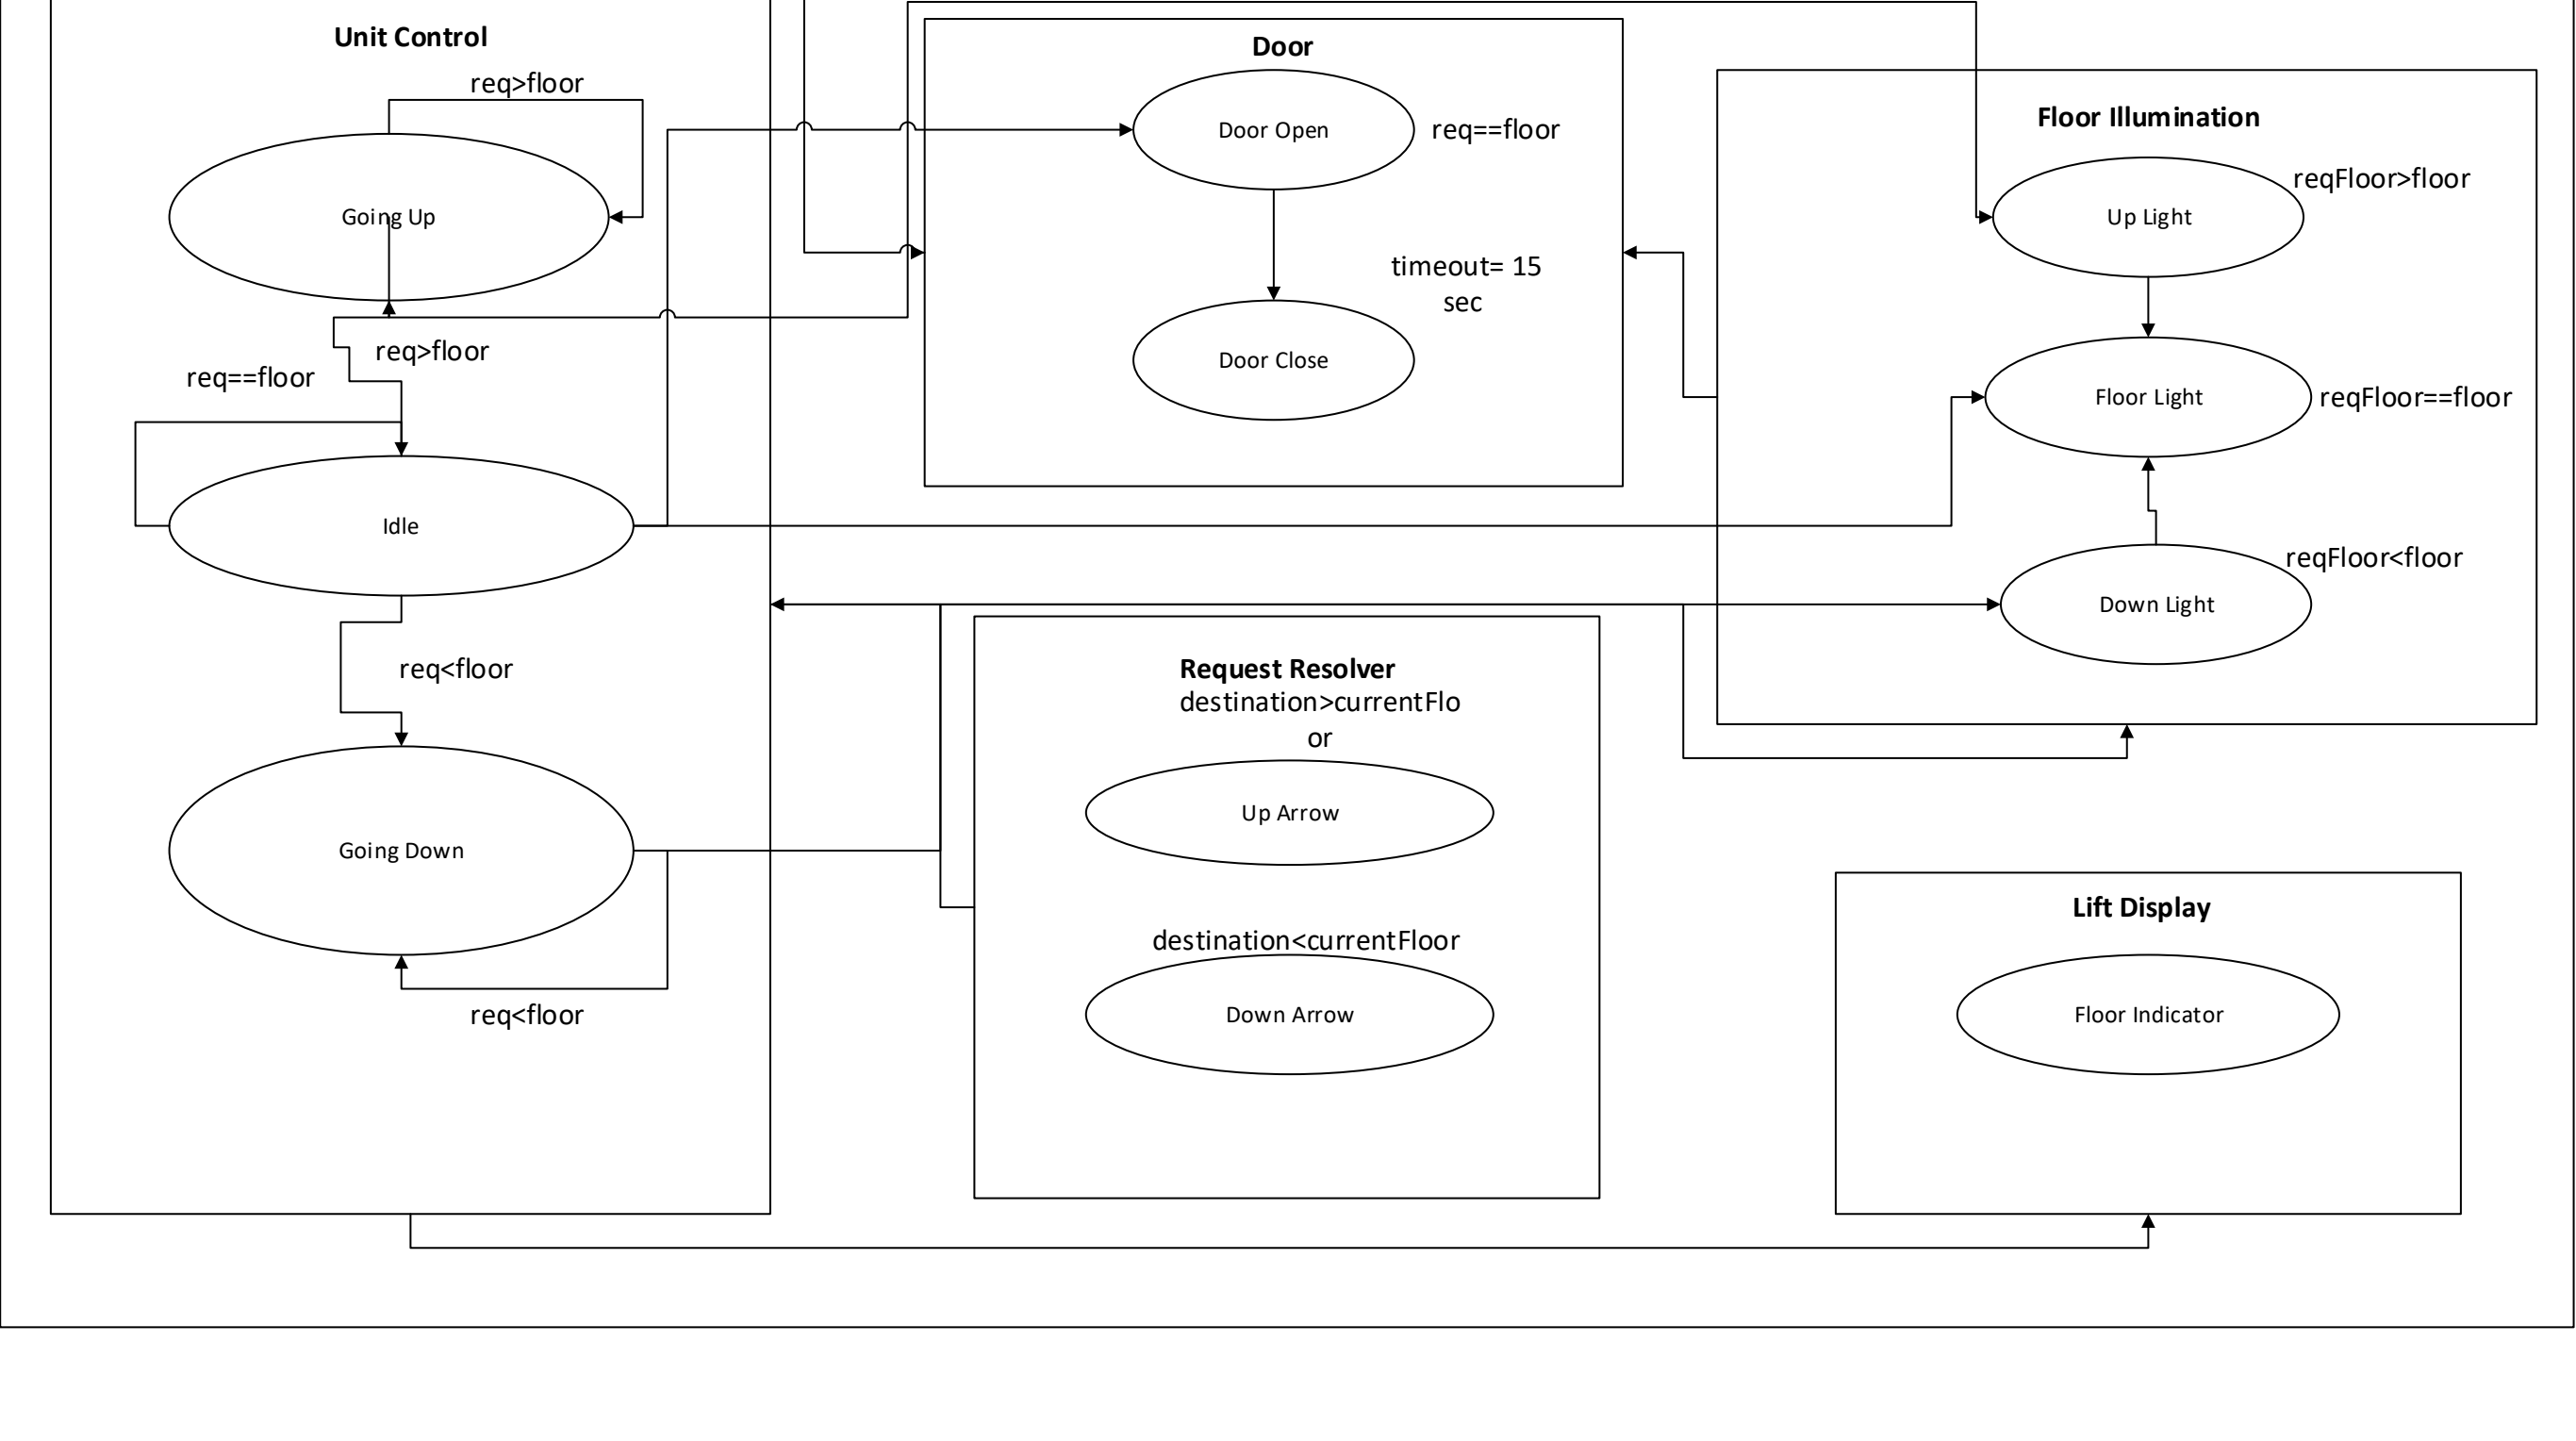 Unit Control
req>floor
Going Up
req>floor
req==floor
Idle
req<floor
Going Down
req<floor
Door
Door Open
req==floor
timeout= 15
sec
Door Close
Floor Illumination
reqFloor>floor
Up Light
Floor Light
reqFloor==floor
reqFloor<floor
Down Light
Request Resolver
destination>currentFlo
or
Up Arrow
destination<currentFloor
Down Arrow
Lift Display
Floor Indicator